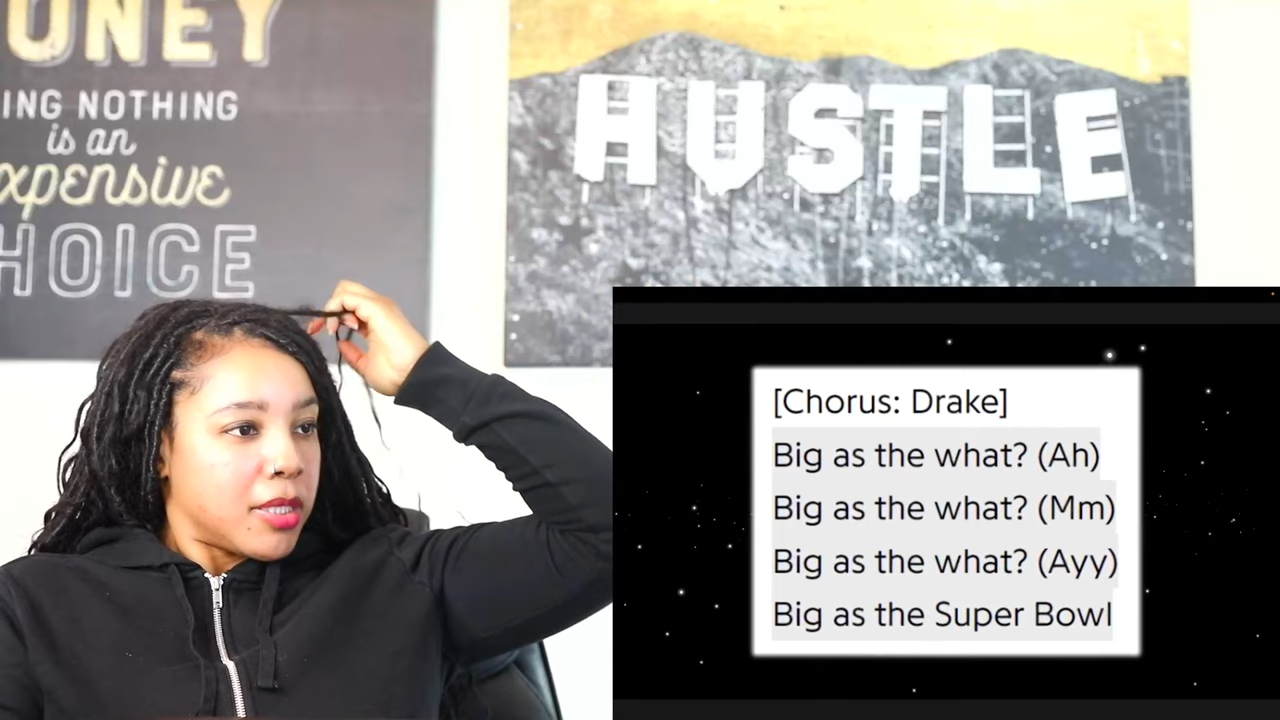 ONEY
ING NOTHING
is an
xpensive
HOICE
HUSTLE
[Chorus: Drake]
Big as the what? (Ah)
Big as the what? (Mm)
Big as the what? (Ayy)
Big as the Super Bowl